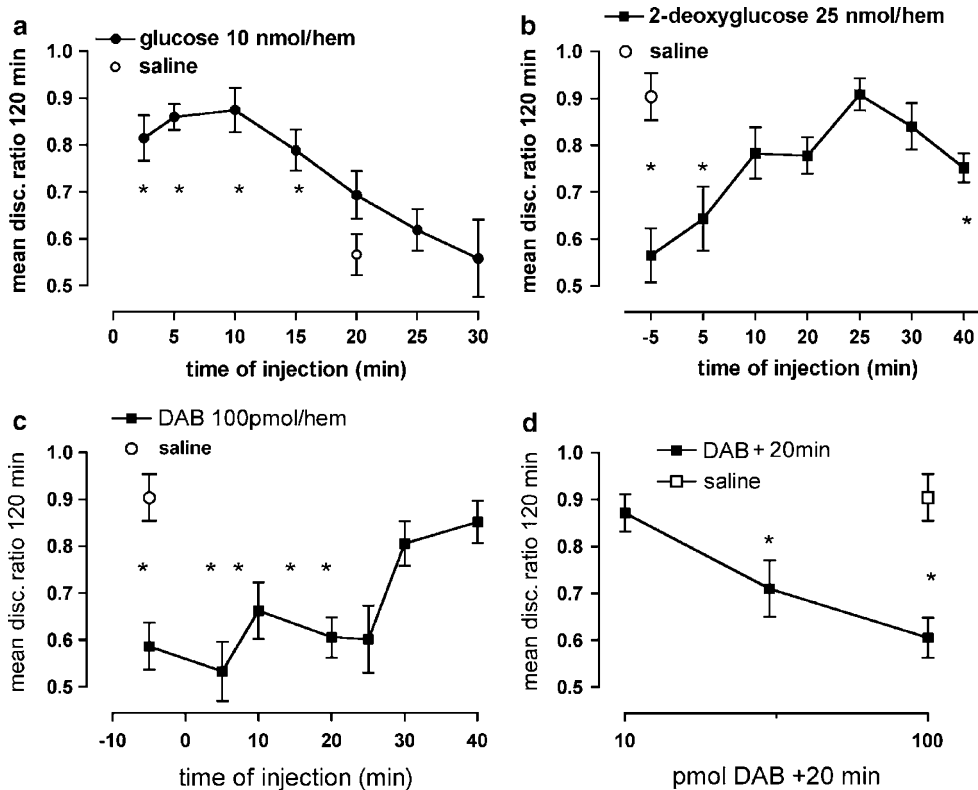 a
glucose 10 nmol/hem
saline
mean disc. ratio 120 min
1.0
0.9
0.8
0.7
0.6
0.5
* * * *
0 5 10 15 20 25 30
time of injection (min)
b
2-deoxyglucose 25 nmol/hem
saline
mean disc. ratio 120 min
1.0
0.9
0.8
0.7
0.6
0.5
* *
*
-5 5 10 20 25 30 40
time of injection (min)
c
DAB 100pmol/hem
saline
mean disc. ratio 120 min
1.0
0.9
0.8
0.7
0.6
0.5
* * * * *
-10 0 10 20 30 40
time of injection (min)
d
DAB + 20min
saline
mean disc. ratio 120 min
1.0
0.9
0.8
0.7
0.6
0.5
*
*
10 100
pmol DAB +20 min